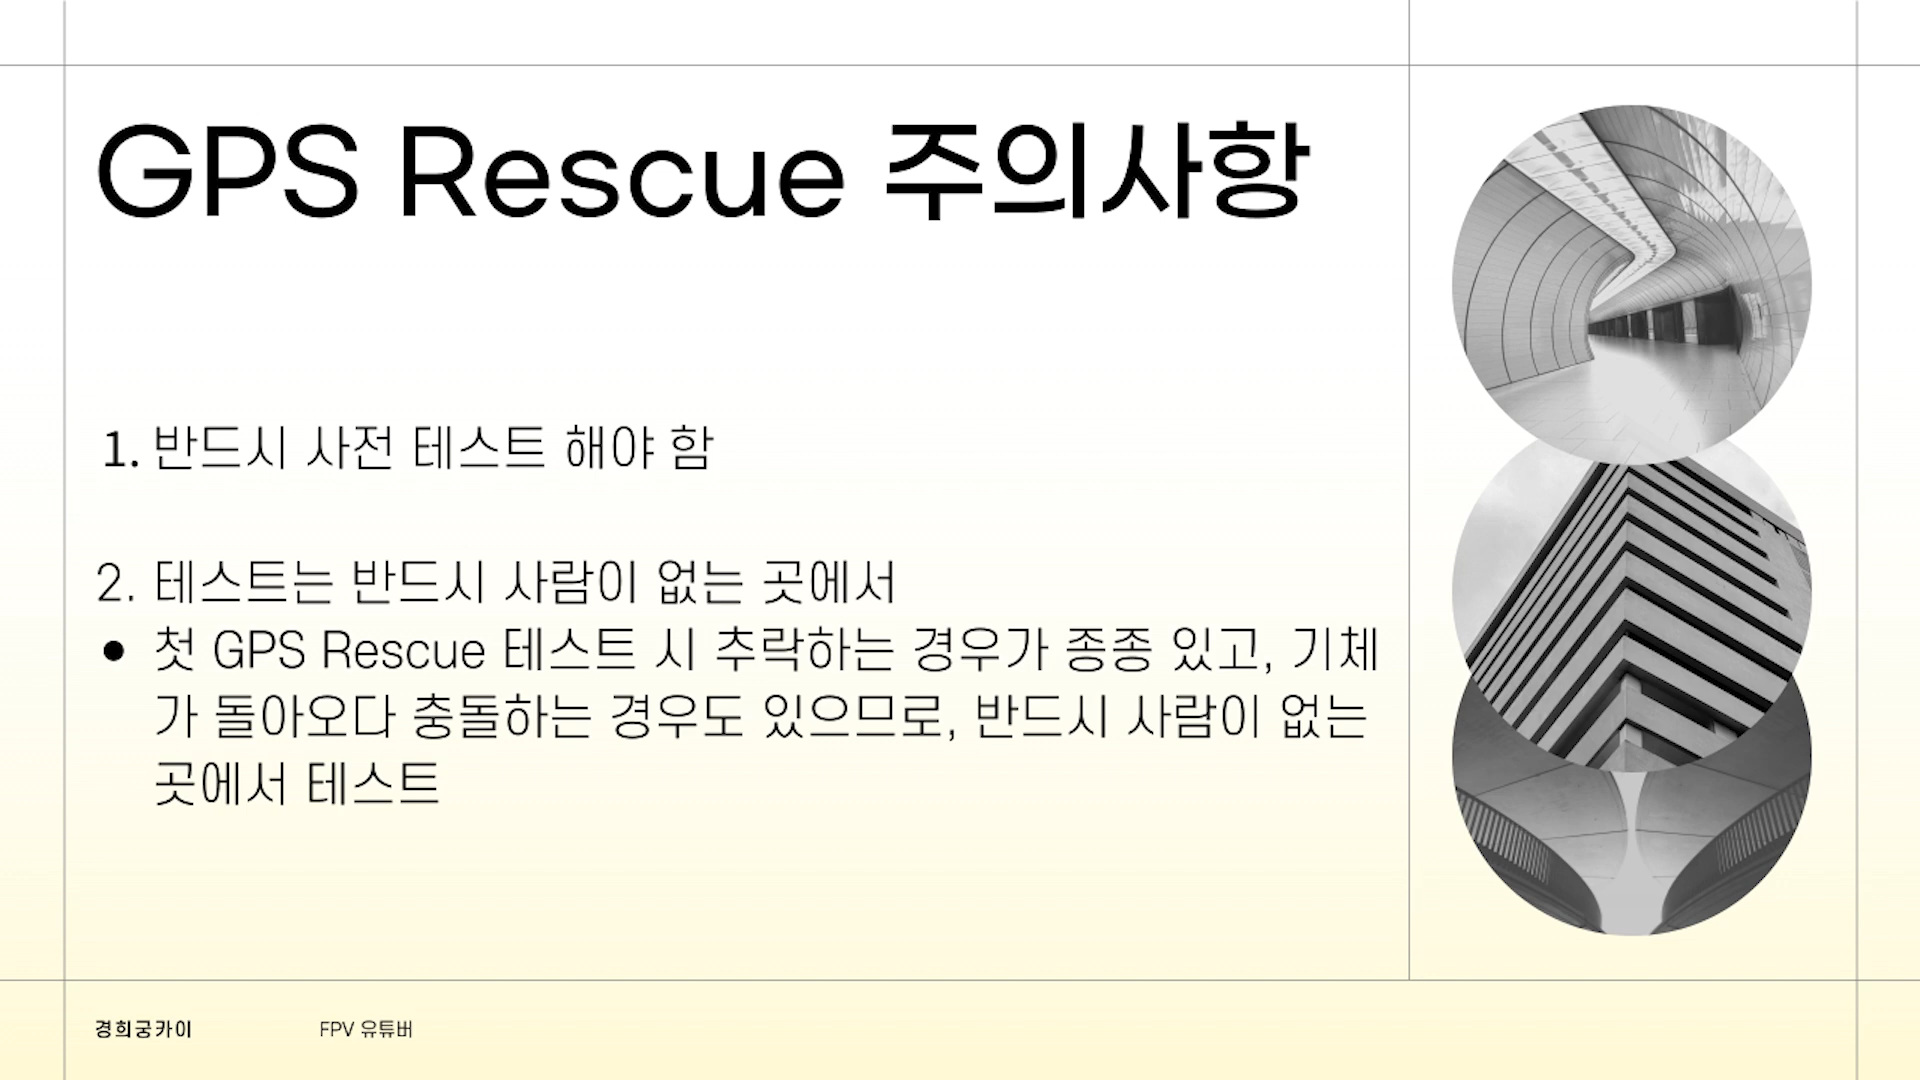 GPS Rescue 주의사항
1. 반드시 사전 테스트 해야 함
2. 테스트는 반드시 사람이 없는 곳에서
● 첫 GPS Rescue 테스트 시 추락하는 경우가 종종 있고, 기체
가 돌아오다 충돌하는 경우도 있으므로, 반드시 사람이 없는
곳에서 테스트
경희궁카이 FPV 유튜버